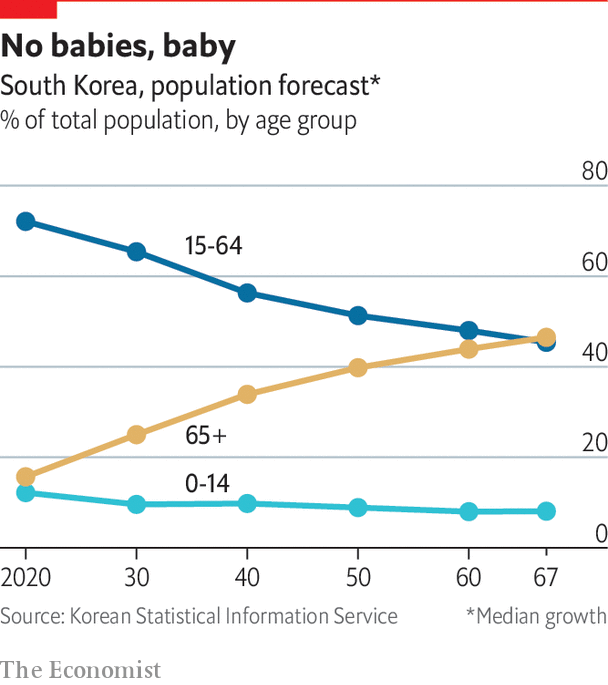 No babies, baby
South Korea, population forecast*
% of total population, by age group
80
15-64
60
40
65+
20
0-14
0
2020 30 40 50 60 67
Source: Korean Statistical Information Service *Median growth
The Economist